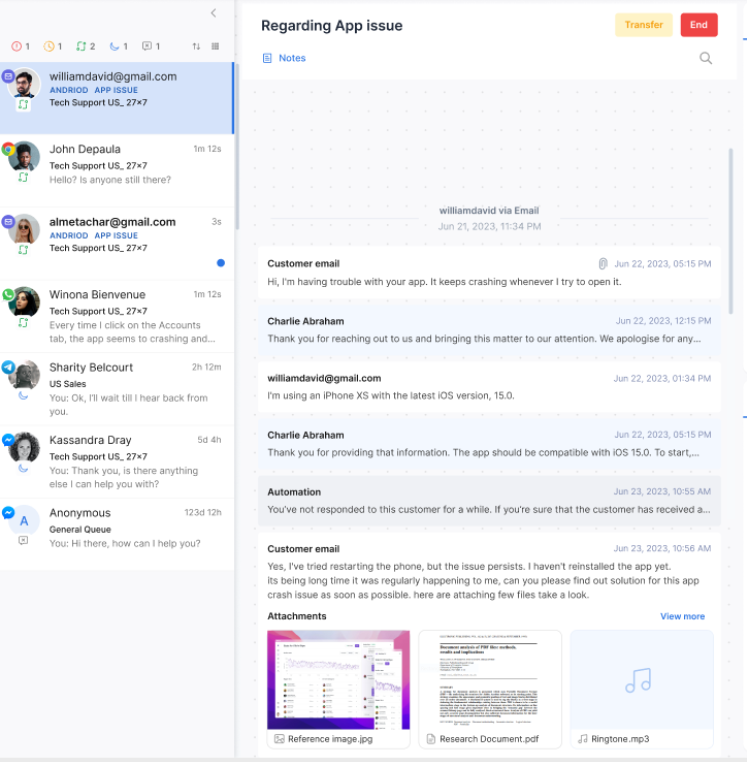 1 1 2 1 1
williamdavid@gmail.com
ANDRIOD APP ISSUE
Tech Support US_ 27x7
John Depaula 1m 12s
Tech Support US_ 27x7
Hello? Is anyone still there?
almetachar@gmail.com 3s
ANDRIOD APP ISSUE
Tech Support US_ 27x7
Winona Bienvenue 1m 12s
Tech Support US_ 27x7
Every time I click on the Accounts
tab, the app seems to crashing and...
Sharity Belcourt 2h 12m
US Sales
You: Ok, I'll wait till I hear back from
you.
Kassandra Dray 5d 4h
Tech Support US_ 27x7
You: Thank you, is there anything
else I can help you with?
A
Anonymous 123d 12h
General Queue
You: Hi there, how can I help you?
Regarding App issue
Transfer End
Notes
williamdavid via Email
Jun 21, 2023, 11:34 PM
Customer email Jun 22, 2023, 05:15 PM
Hi, I'm having trouble with your app. It keeps crashing whenever I try to open it.
Charlie Abraham Jun 22, 2023, 12:15 PM
Thank you for reaching out to us and bringing this matter to our attention. We apologise for any...
williamdavid@gmail.com Jun 22, 2023, 01:34 PM
I'm using an iPhone XS with the latest iOS version, 15.0.
Charlie Abraham Jun 22, 2023, 05:15 PM
Thank you for providing that information. The app should be compatible with iOS 15.0. To start,...
Automation Jun 23, 2023, 10:55 AM
You've not responded to this customer for a while. If you're sure that the customer has received a...
Customer email Jun 23, 2023, 10:56 AM
Yes, I've tried restarting the phone, but the issue persists. I haven't reinstalled the app yet.
its being long time it was regularly happening to me, can you please find out solution for this app
crash issue as soon as possible. here are attaching few files take a look.
Attachments View more
Document analysis of PDF files: methods,
results and implications
Reference image.jpg
Research Document.pdf
Ringtone.mp3